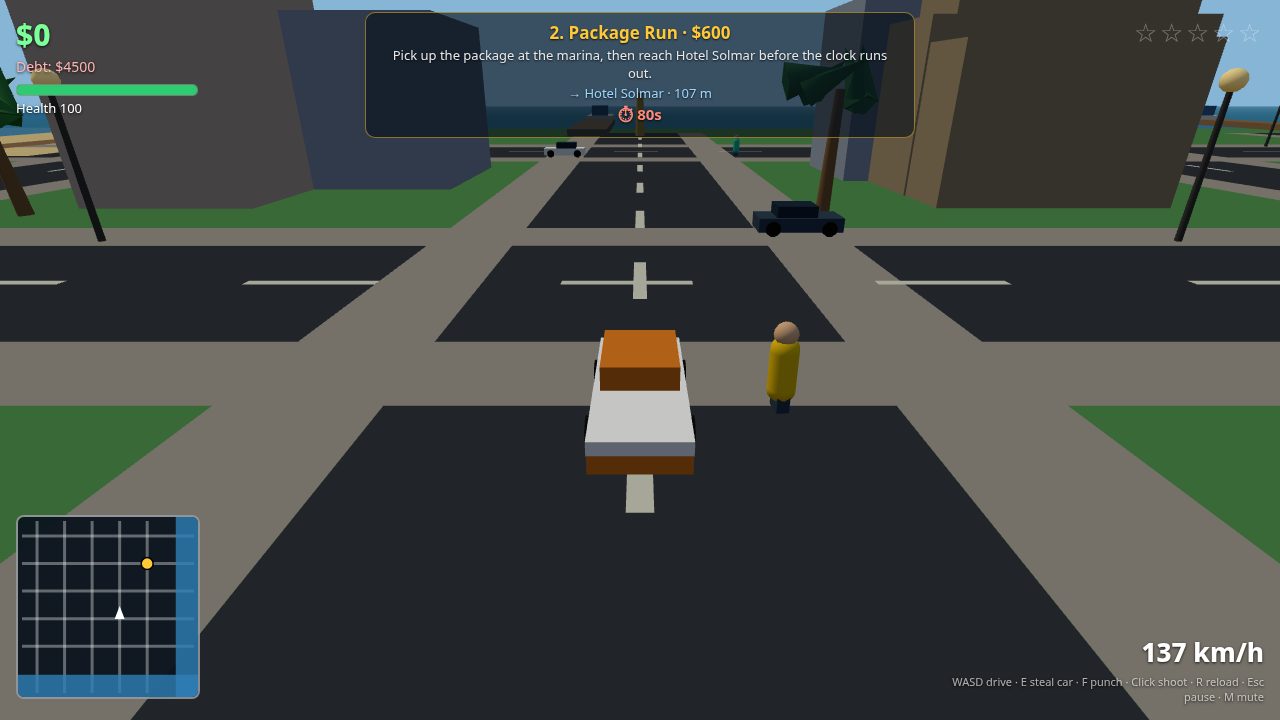 $0
Debt: $4500
Health 100
2. Package Run · $600
Pick up the package at the marina, then reach Hotel Solmar before the clock runs
out.
→ Hotel Solmar · 107 m
⏱ 80s
☆☆☆☆☆
137 km/h
WASD drive · E steal car · F punch · Click shoot · R reload · Esc
pause · M mute